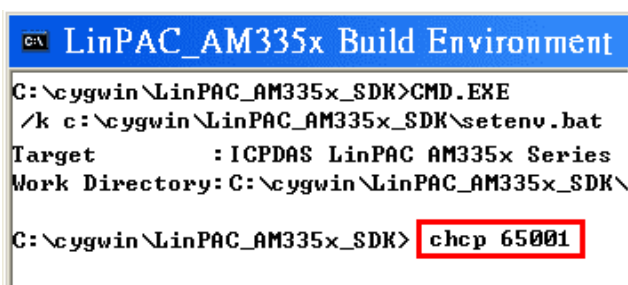 LinPAC_AM335x Build Environment
C:\cygwin\LinPAC_AM335x_SDK>CMD.EXE
/k c:\cygwin\LinPAC_AM335x_SDK\setenv.bat
Target :ICPDAS LinPAC AM335x Series
Work Directory:C:\cygwin\LinPAC_AM335x_SDK\
C:\cygwin\LinPAC_AM335x_SDK> chcp 65001